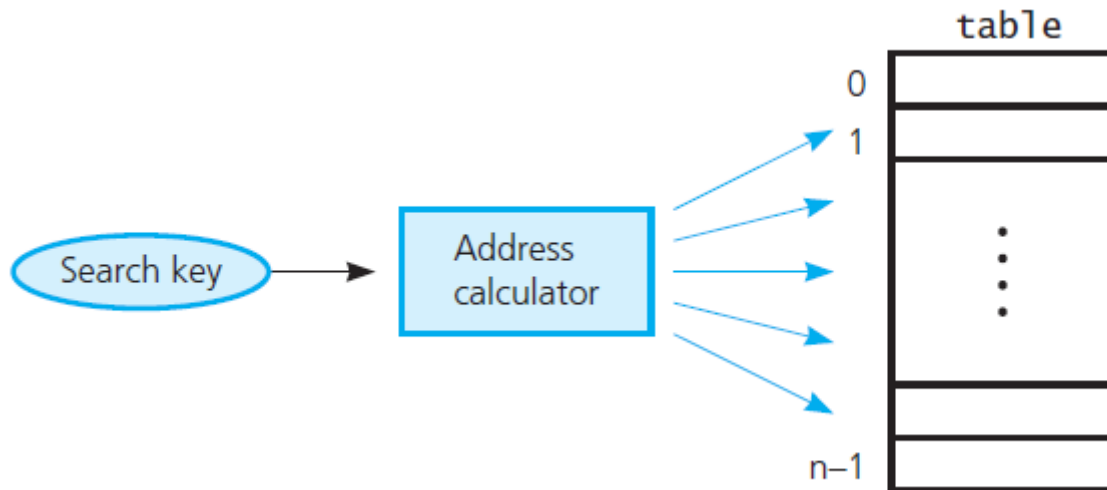 table
0
1
Search key
Address
calculator
n–1